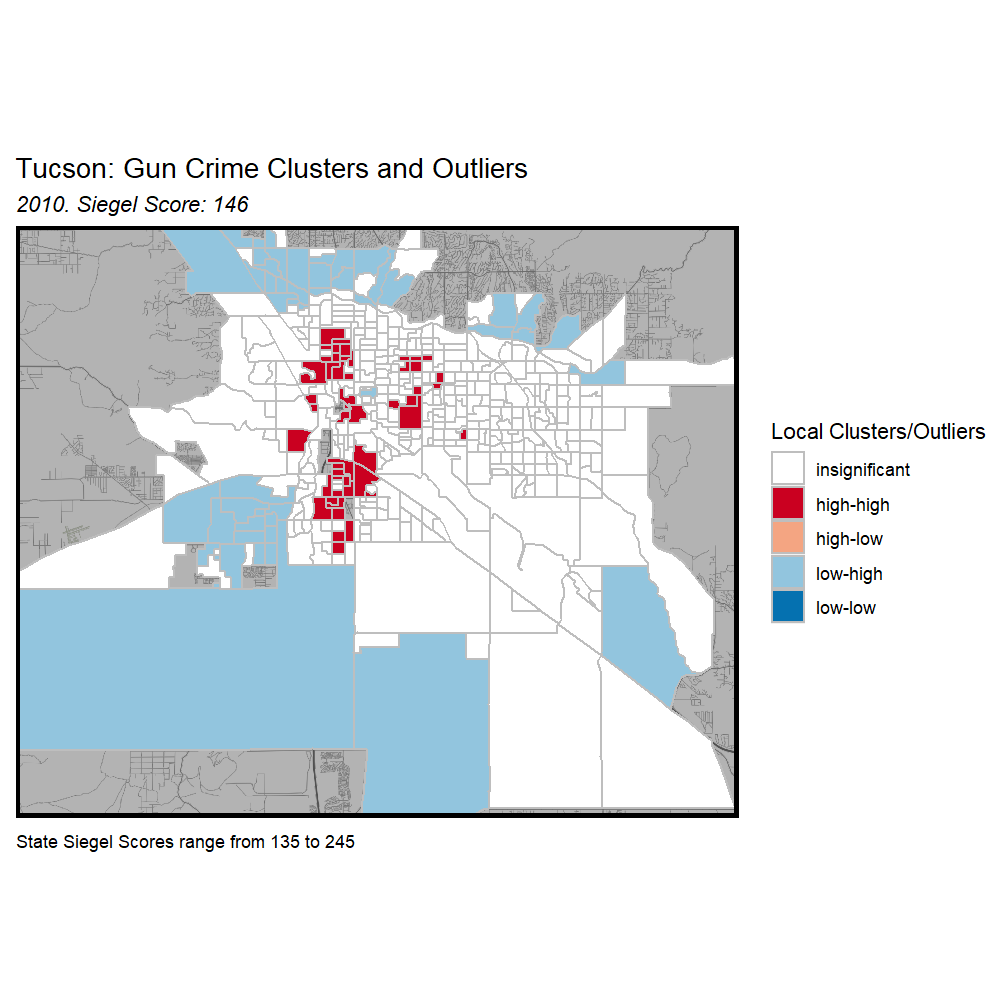 Tucson: Gun Crime Clusters and Outliers
2010. Siegel Score: 146
Local Clusters/Outliers
insignificant
high-high
high-low
low-high
low-low
State Siegel Scores range from 135 to 245